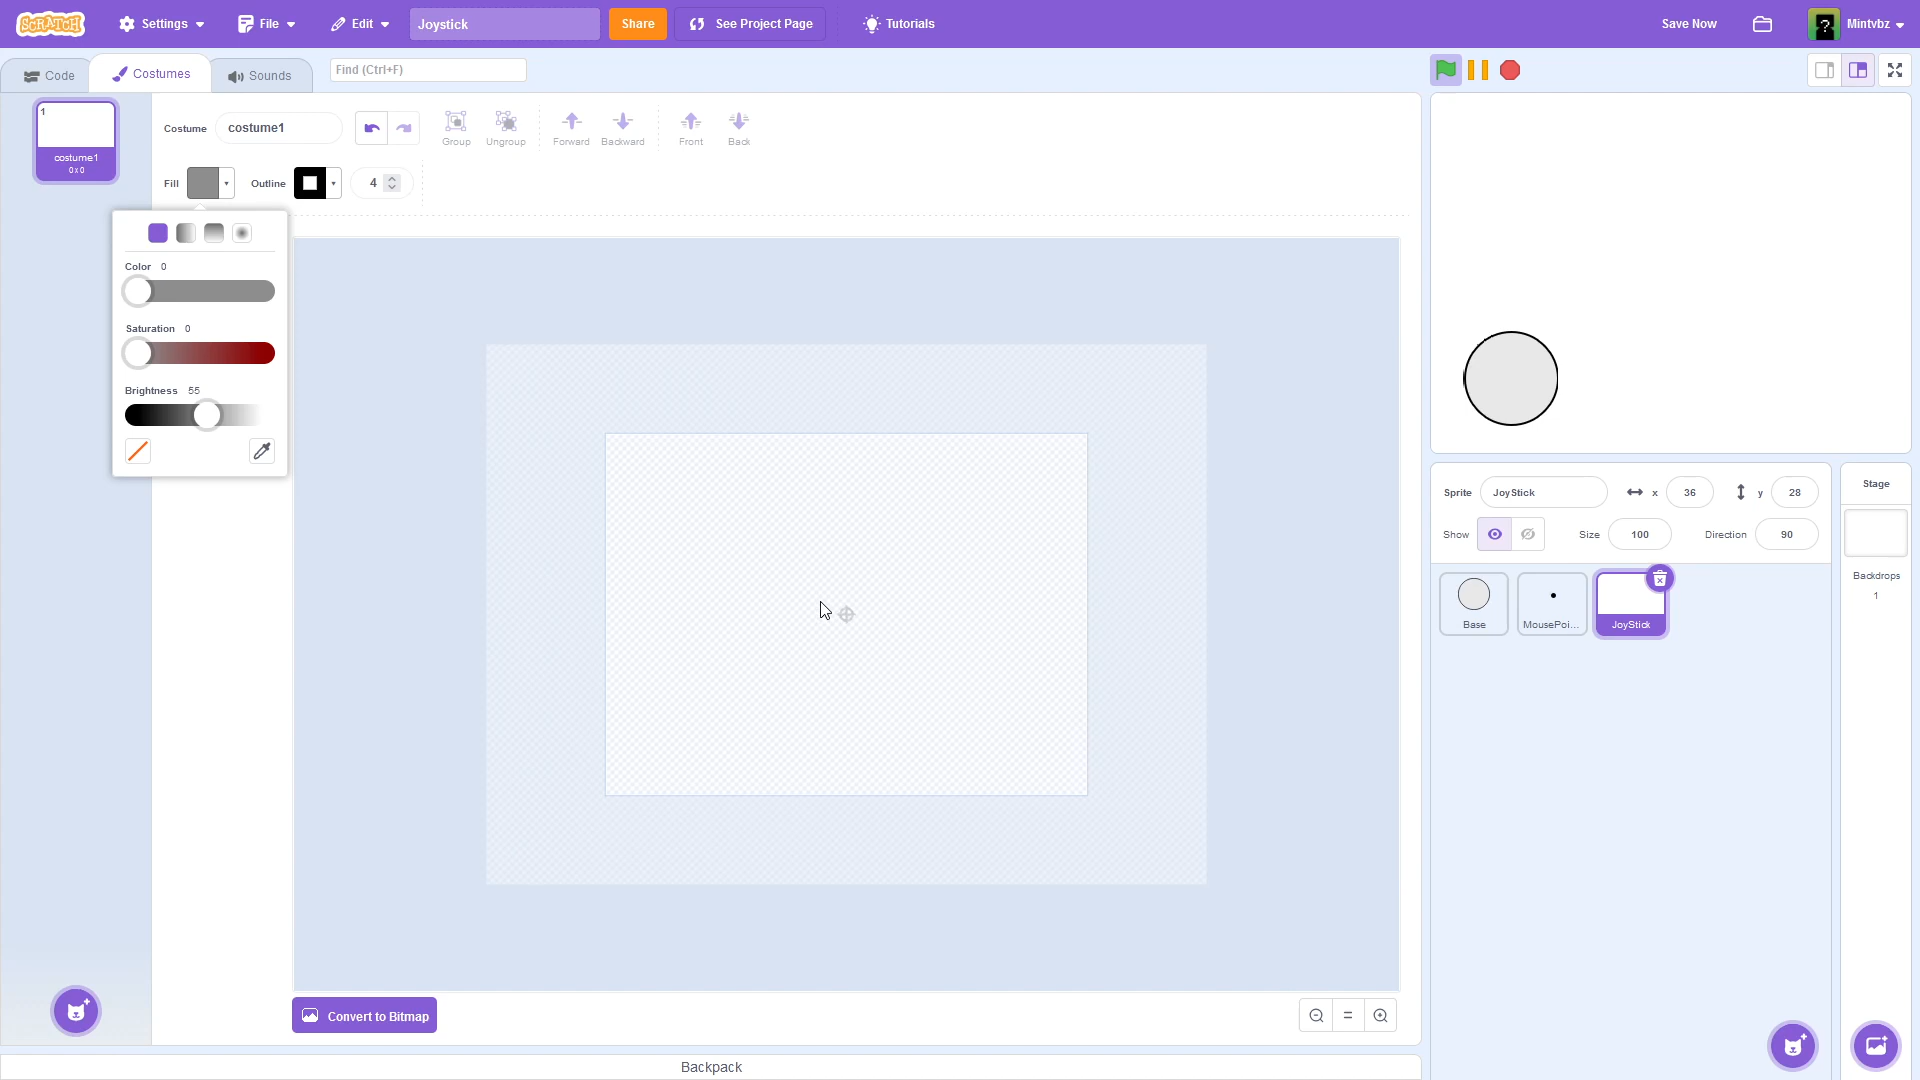 SCRATCH
Settings
File
Edit
Joystick
Share
See Project Page
Tutorials
Save Now
?
Mintvbz
Code
Costumes
Sounds
Find (Ctrl+F)
1
costume1
0 x 0
Costume
costume1
Group
Ungroup
Forward
Backward
Front
Back
Fill
Outline
4
Color 0
Saturation 0
Brightness 55
Convert to Bitmap
Backpack
Sprite
JoyStick
x
36
y
28
Show
Size
100
Direction
90
Base
MousePoi...
JoyStick
Stage
Backdrops
1